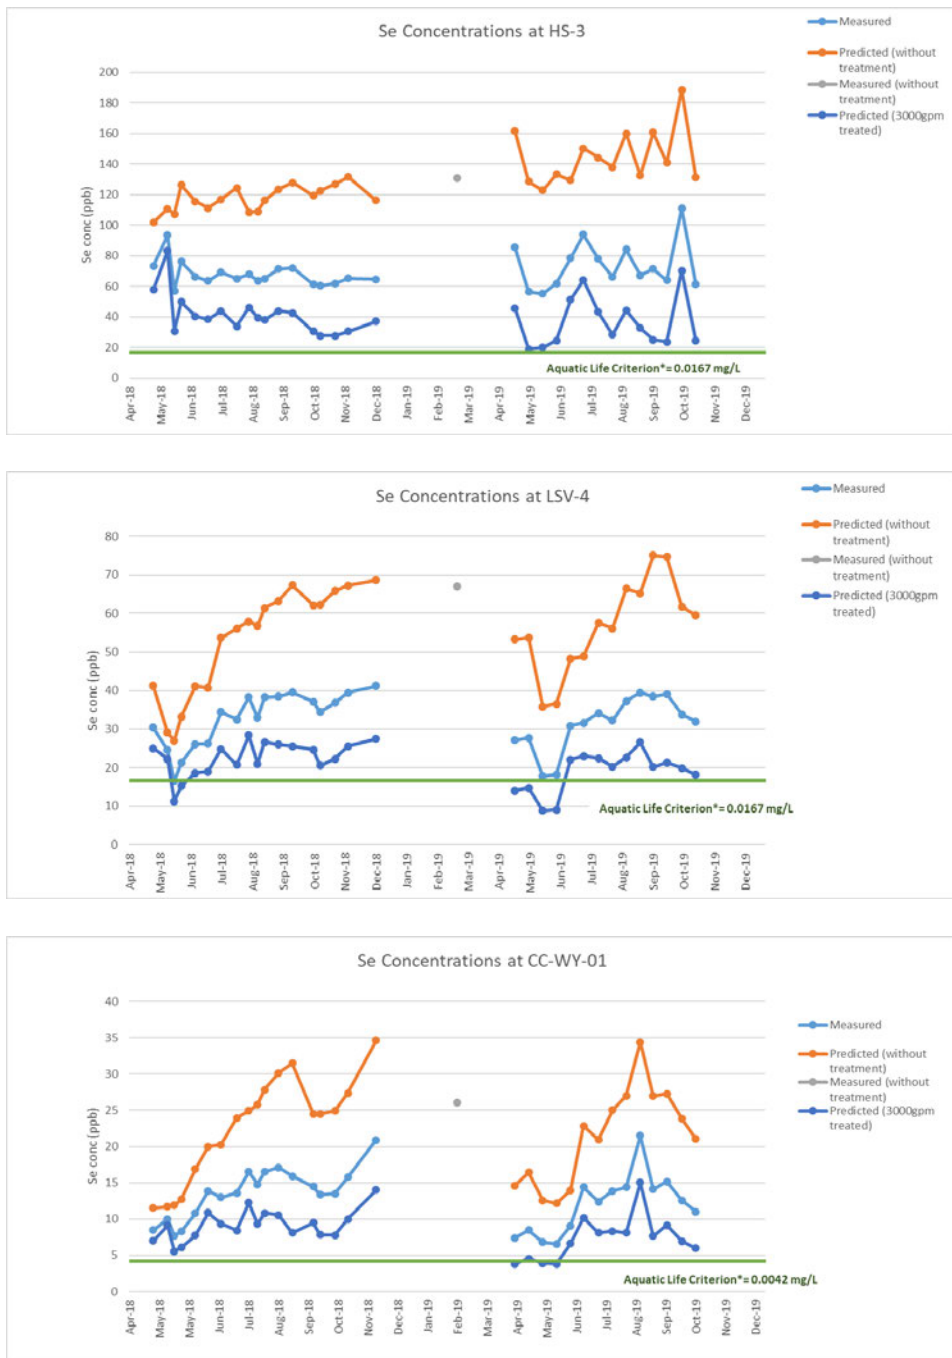 Se Concentrations at HS-3
Measured
Predicted (without
treatment)
Measured (without
treatment)
Predicted (3000gpm
treated)
Se conc (ppb)
200
180
160
140
120
100
80
60
40
20
0
Aquatic Life Criterion*= 0.0167 mg/L
Apr-18
May-18
Jun-18
Jul-18
Aug-18
Sep-18
Oct-18
Nov-18
Dec-18
Jan-19
Feb-19
Mar-19
Apr-19
May-19
Jun-19
Jul-19
Aug-19
Sep-19
Oct-19
Nov-19
Dec-19
Se Concentrations at LSV-4
Measured
Predicted (without
treatment)
Measured (without
treatment)
Predicted (3000gpm
treated)
Se conc (ppb)
80
70
60
50
40
30
20
10
0
Aquatic Life Criterion*= 0.0167 mg/L
Apr-18
May-18
Jun-18
Jul-18
Aug-18
Sep-18
Oct-18
Nov-18
Dec-18
Jan-19
Feb-19
Mar-19
Apr-19
May-19
Jun-19
Jul-19
Aug-19
Sep-19
Oct-19
Nov-19
Dec-19
Se Concentrations at CC-WY-01
Measured
Predicted (without
treatment)
Measured (without
treatment)
Predicted (3000gpm
treated)
Se conc (ppb)
40
35
30
25
20
15
10
5
0
Aquatic Life Criterion*= 0.0042 mg/L
Apr-18
May-18
Jun-18
Jul-18
Aug-18
Sep-18
Oct-18
Nov-18
Dec-18
Jan-19
Feb-19
Mar-19
Apr-19
May-19
Jun-19
Jul-19
Aug-19
Sep-19
Oct-19
Nov-19
Dec-19